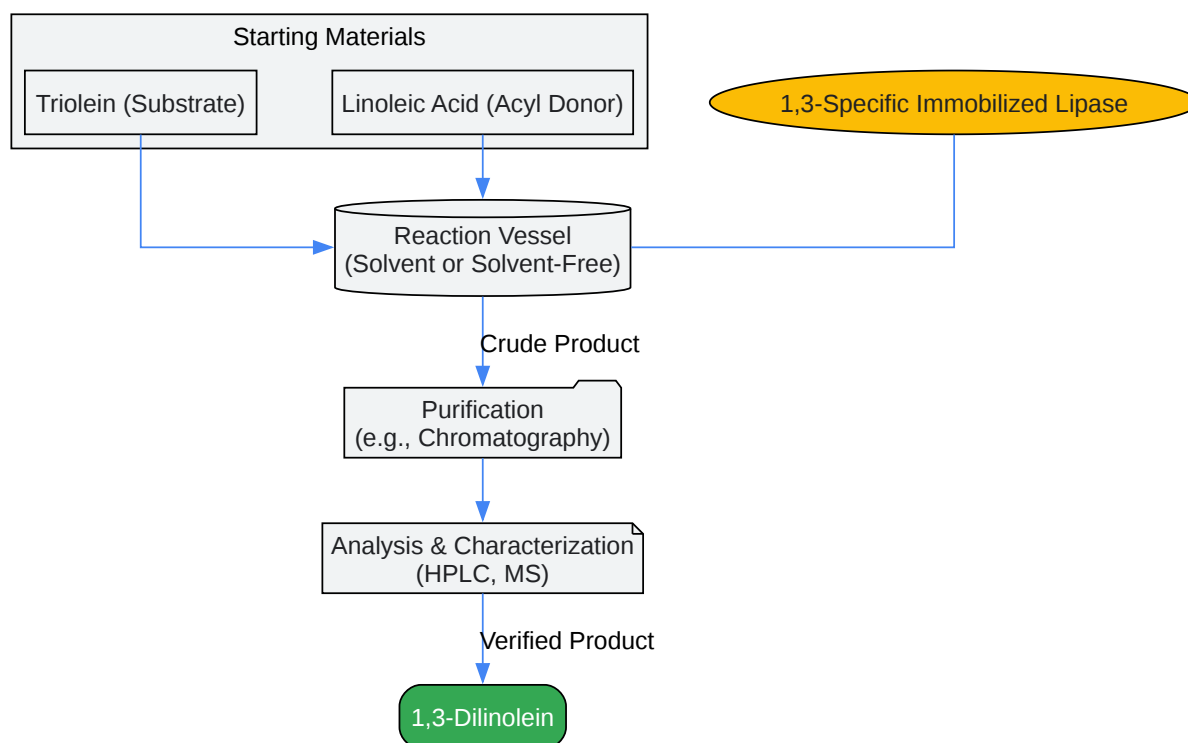 Starting Materials
Triolein (Substrate)
Linoleic Acid (Acyl Donor)
1,3-Specific Immobilized Lipase
Reaction Vessel
(Solvent or Solvent-Free)
Crude Product
Purification
(e.g., Chromatography)
Analysis & Characterization
(HPLC, MS)
Verified Product
1,3-Dilinolein